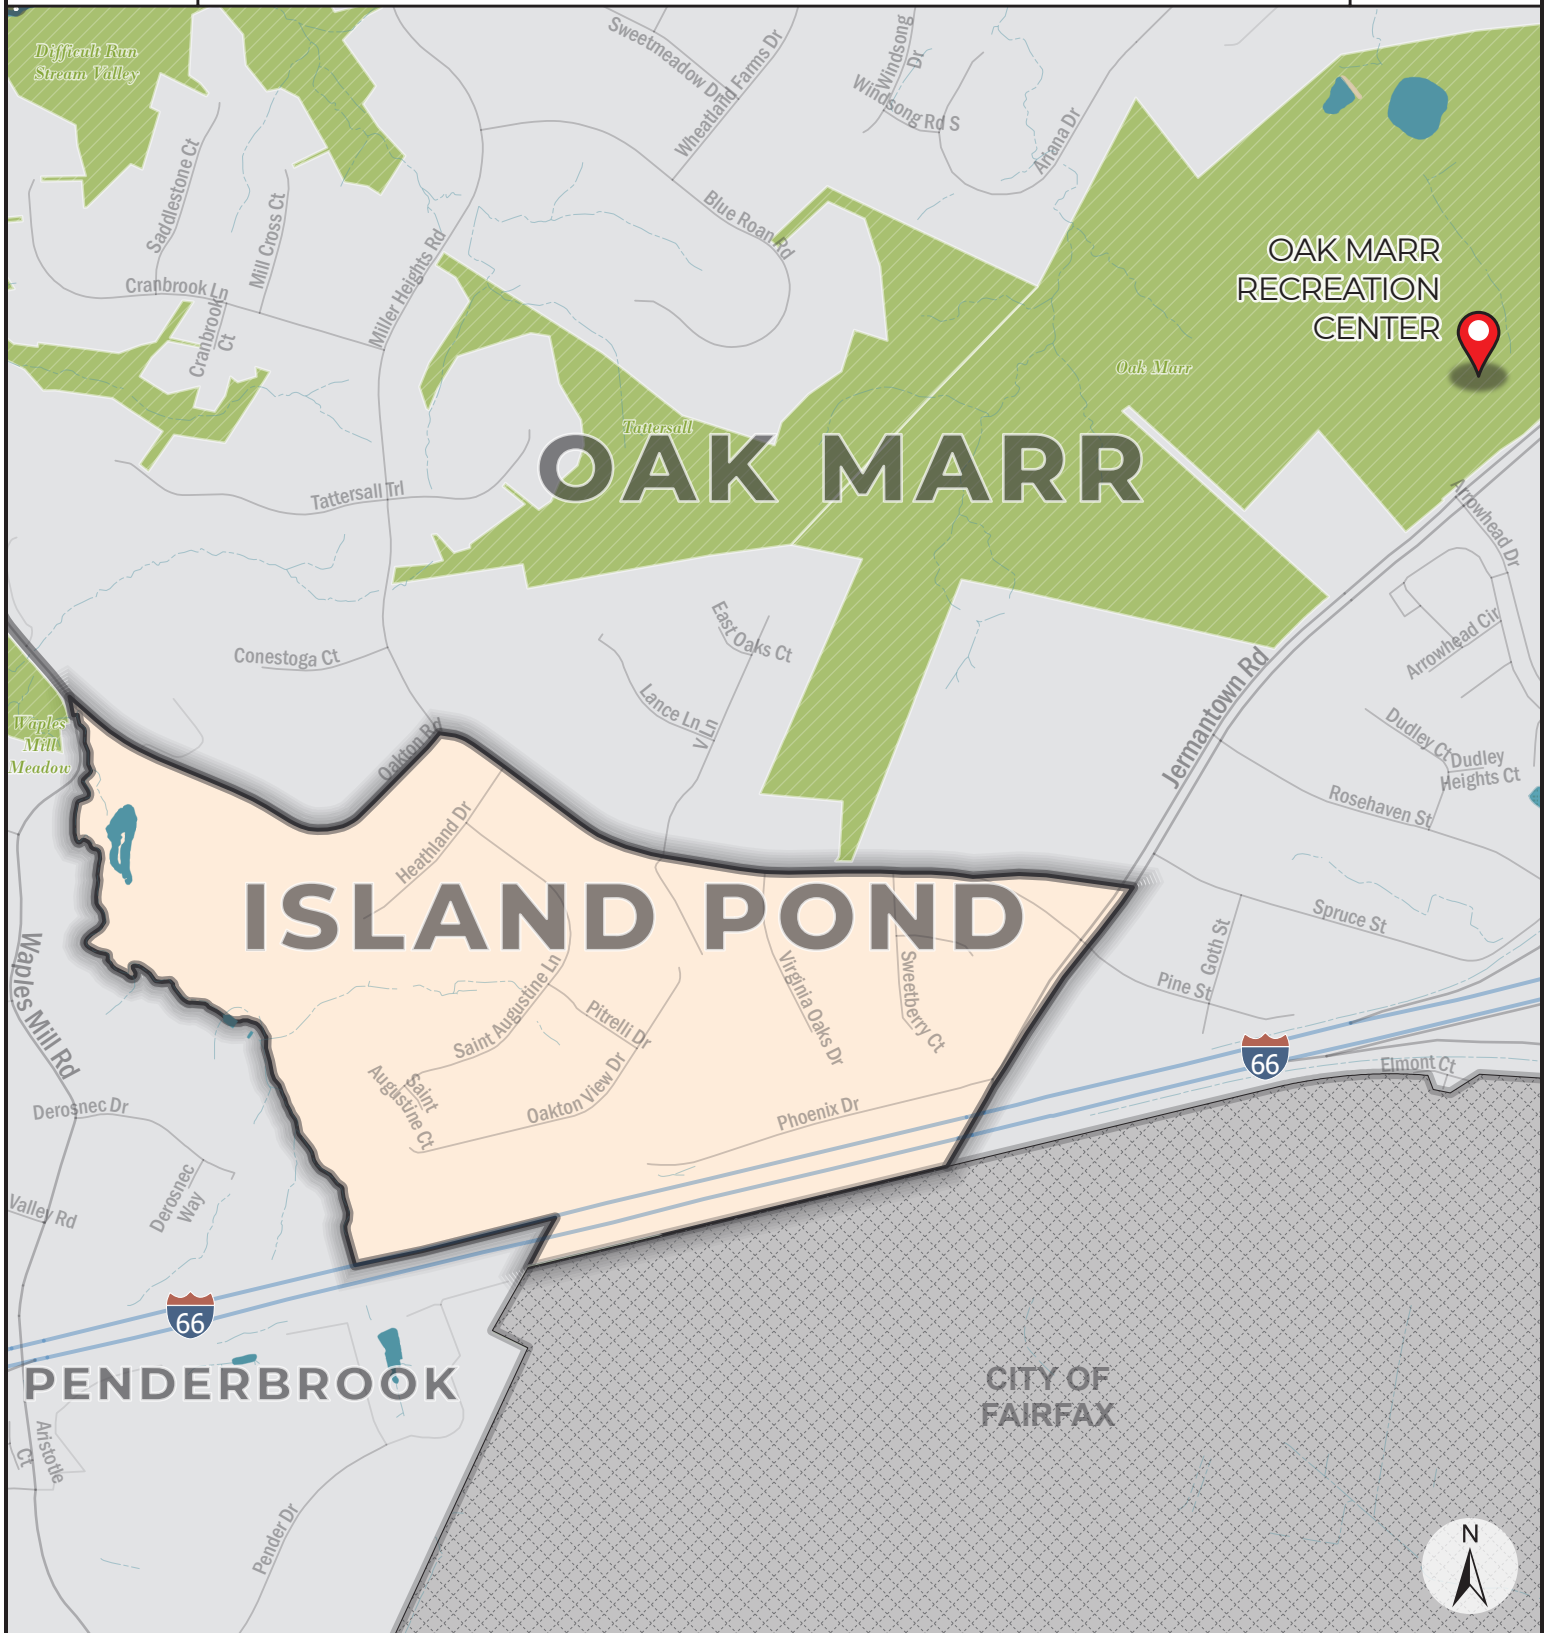 Difficult Run
Stream Valley
Sweetmeadow Dr
Wheatland Farms Dr
Windsong
Dr
Windsong Rd S
Ariana Dr
Saddlestone Ct
Mill Cross Ct
Blue Roan Rd
Miller Heights Rd
Cranbrook Ln
Cranbrook
Ct
OAK MARR
RECREATION
CENTER
Oak Marr
Tattersall
OAK MARR
Tattersall Trl
Arrowhead Dr
Arrowhead Cir
East Oaks Ct
Conestoga Ct
Lance Ln
V Ln
Jermantown Rd
Waples
Mill
Meadow
Oakton Rd
Dudley Ct
Dudley
Heights Ct
Rosehaven St
Heathland Dr
ISLAND POND
Spruce St
Goth St
Pine St
Waples Mill Rd
Saint Augustine Ln
Pitrelli Dr
Virginia Oaks Dr
Sweetberry Ct
66
Elmont Ct
Saint
Augustine Ct
Oakton View Dr
Phoenix Dr
Derosnec Dr
Derosnec
Way
Valley Rd
66
PENDERBROOK
CITY OF
FAIRFAX
Aristotle
Ct
Pender Dr
N